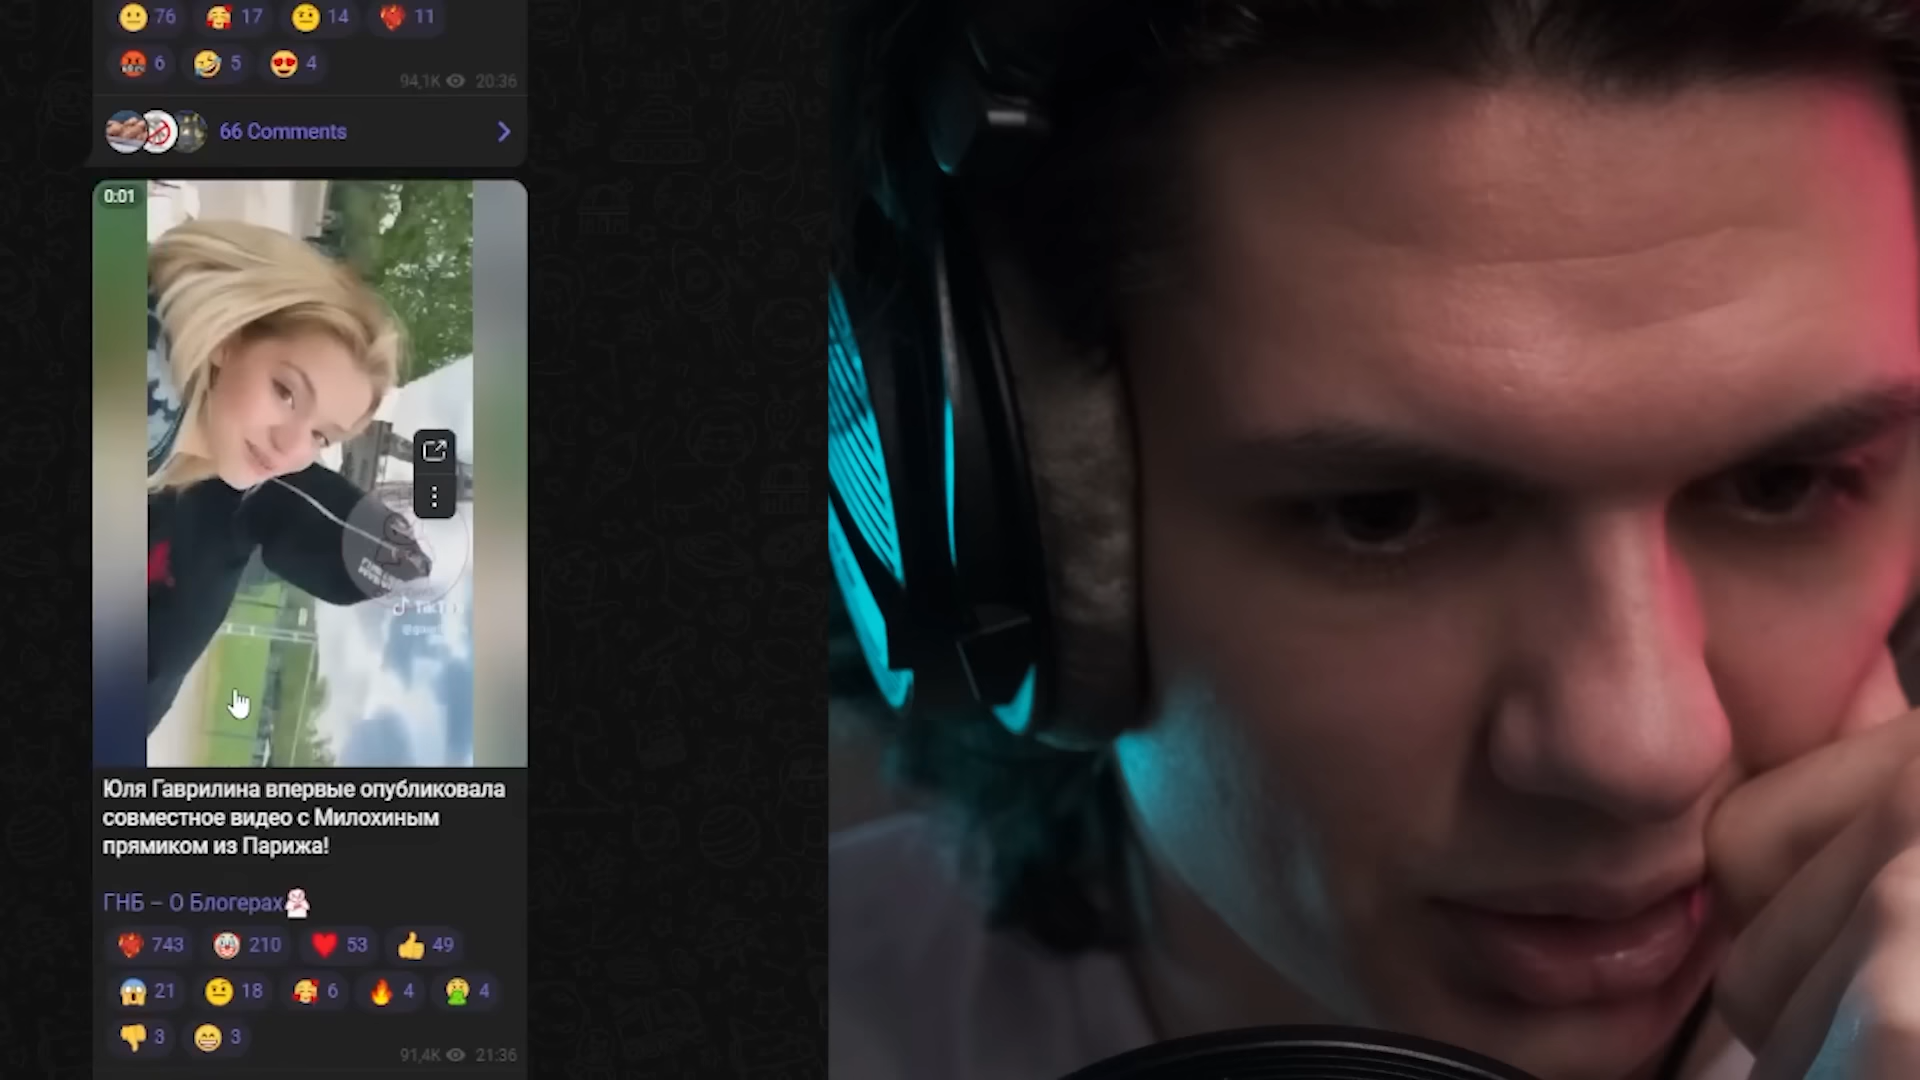 76 17 14 11
6 5 4
94,1K 20:36
66 Comments
0:01
TikTok
Юля Гаврилина впервые опубликовала
совместное видео с Милохиным
прямиком из Парижа!
ГНБ – О Блогерах
743 210 53 49
21 18 6 4 4
3 3
91,4K 21:36